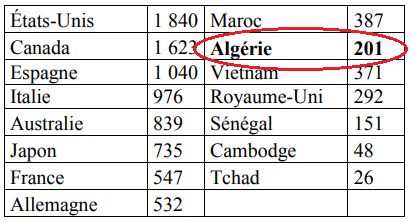 États-Unis 1 840 Maroc 387
Canada 1 623 Algérie 201
Espagne 1 040 Vietnam 371
Italie 976 Royaume-Uni 292
Australie 839 Sénégal 151
Japon 735 Cambodge 48
France 547 Tchad 26
Allemagne 532